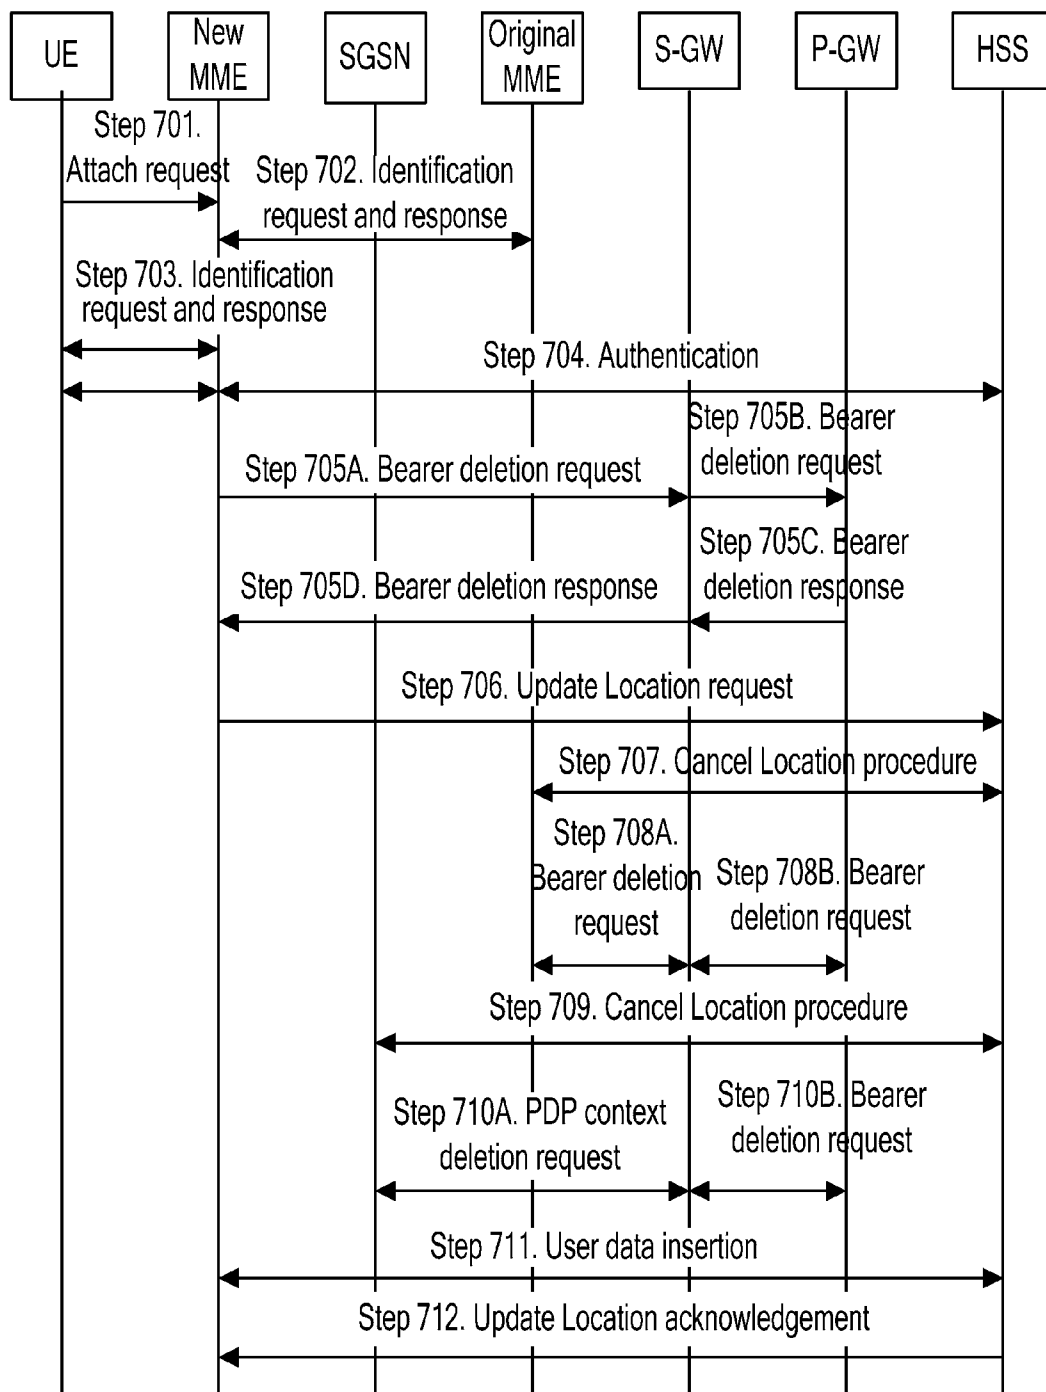 UE
New
MME
SGSN
Original
MME
S-GW
P-GW
HSS
Step 701.
Attach request
Step 702. Identification
request and response
Step 703. Identification
request and response
Step 704. Authentication
Step 705B. Bearer
deletion request
Step 705A. Bearer deletion request
Step 705C. Bearer
deletion response
Step 705D. Bearer deletion response
Step 706. Update Location request
Step 707. Cancel Location procedure
Step 708A.
Bearer deletion
request
Step 708B. Bearer
deletion request
Step 709. Cancel Location procedure
Step 710A. PDP context
deletion request
Step 710B. Bearer
deletion request
Step 711. User data insertion
Step 712. Update Location acknowledgement